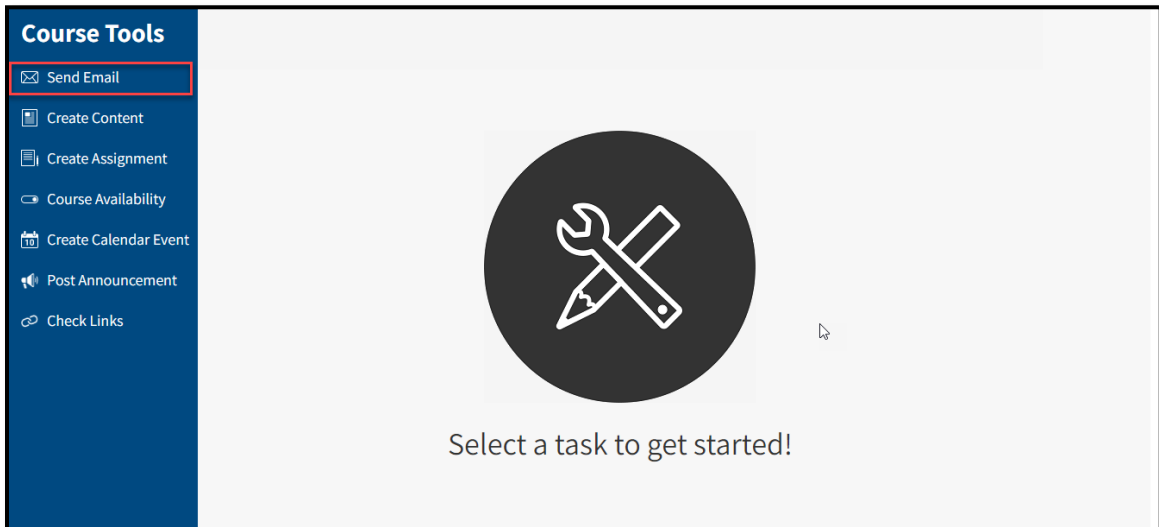 Course Tools
Send Email
Create Content
Create Assignment
Course Availability
10
Create Calendar Event
Post Announcement
Check Links
Select a task to get started!